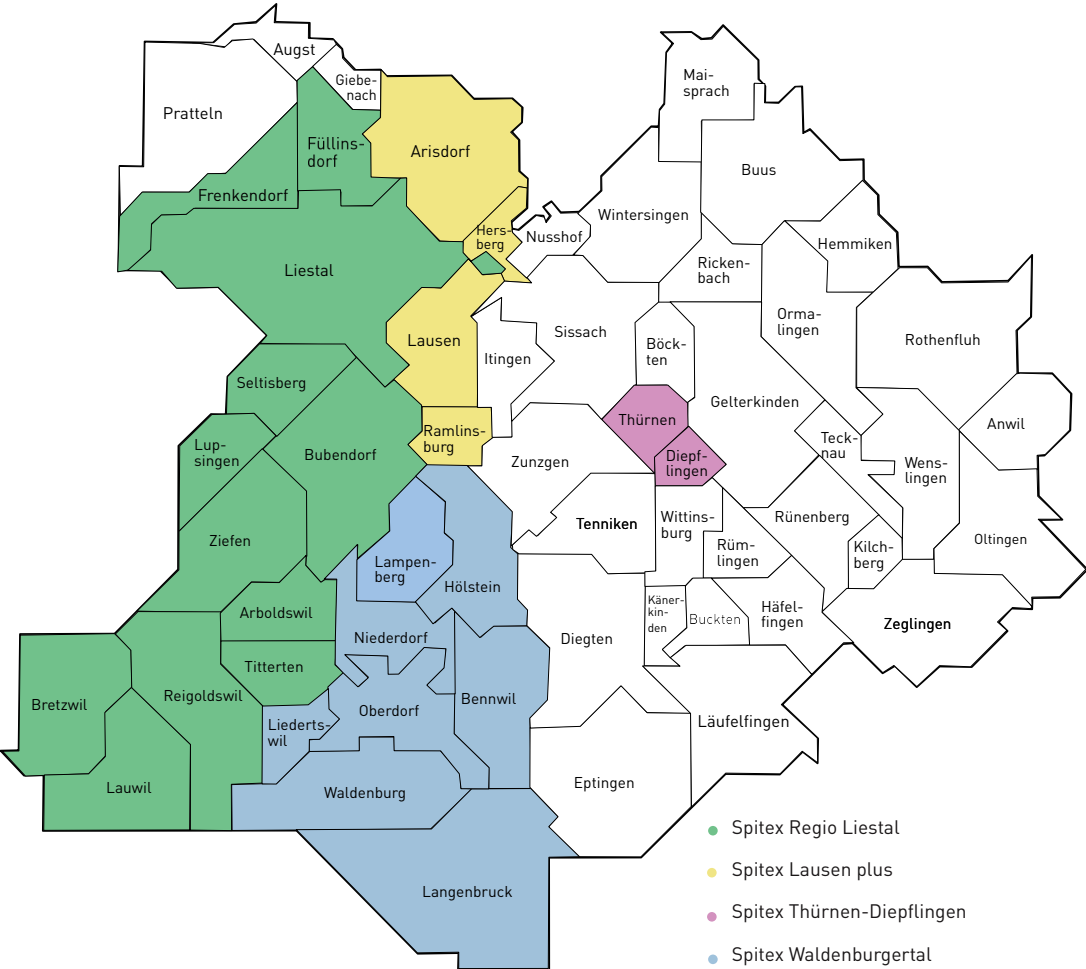 Augst
Giebe-
nach
Mai-
sprach
Pratteln
Füllins-
dorf
Arisdorf
Buus
Frenkendorf
Wintersingen
Hers-
berg
Nusshof
Hemmiken
Liestal
Ricken-
bach
Orma-
lingen
Sissach
Lausen
Itingen
Böck-
ten
Rothenfluh
Seltisberg
Gelterkinden
Thürnen
Anwil
Ramlins-
burg
Lup-
singen
Bubendorf
Teck-
nau
Zunzgen
Diepf-
lingen
Wens-
lingen
Tenniken
Wittins-
burg
Rünenberg
Ziefen
Oltingen
Rüm-
lingen
Kilch-
berg
Lampen-
berg
Hölstein
Arboldswil
Käner-
kin-
den
Buckten
Häfel-
fingen
Zeglingen
Niederdorf
Diegten
Titterten
Reigoldswil
Bennwil
Bretzwil
Oberdorf
Liederts-
wil
Läufelfingen
Lauwil
Waldenburg
Eptingen
Langenbruck
Spitex Regio Liestal
Spitex Lausen plus
Spitex Thürnen-Diepflingen
Spitex Waldenburgertal